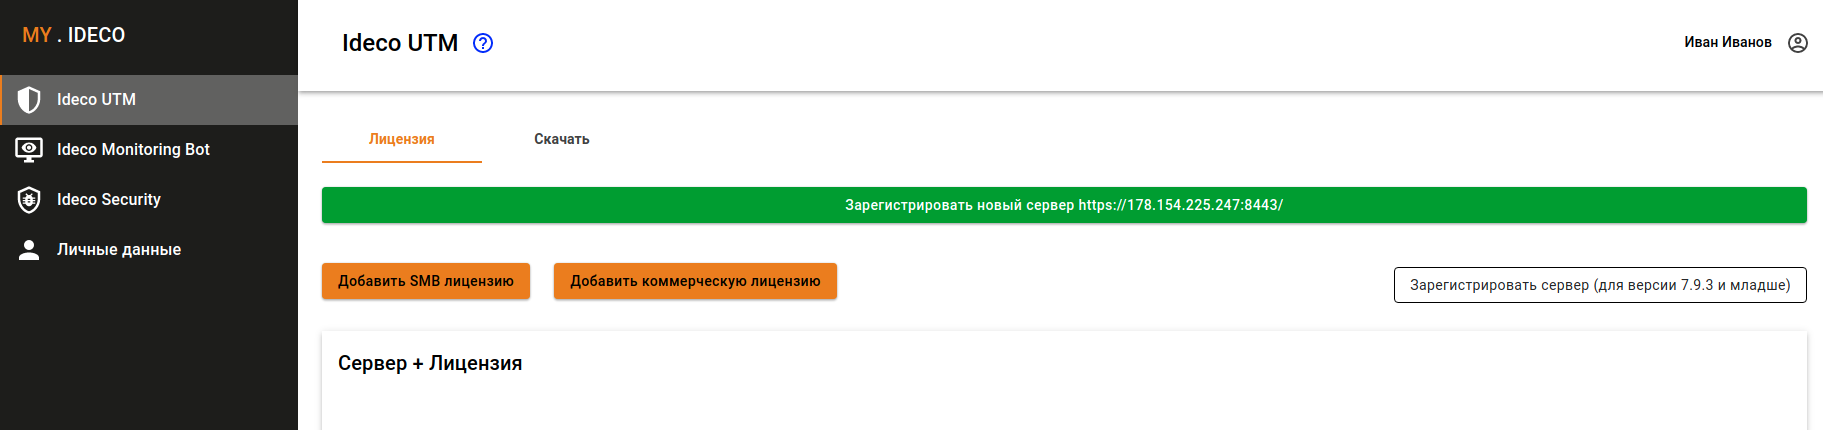 MY . IDECO
Ideco UTM
Иван Иванов
Ideco UTM
Ideco Monitoring Bot
Ideco Security
Личные данные
Лицензия
Скачать
Зарегистрировать новый сервер https://178.154.225.247:8443/
Добавить SMB лицензию
Добавить коммерческую лицензию
Зарегистрировать сервер (для версии 7.9.3 и младше)
Сервер + Лицензия